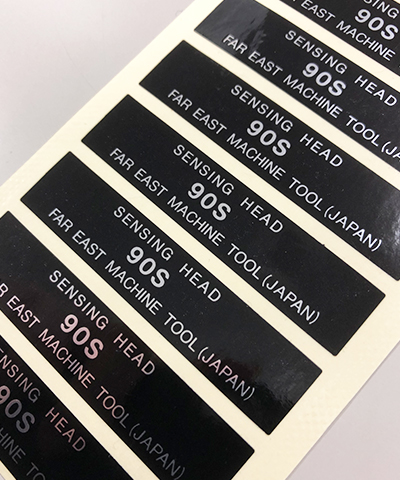 SENSING HEAD
90S
FAR EAST MACHINE
SENSING HEAD
90S
FAR EAST MACHINE TOOL (JA
SENSING HEAD
90S
FAR EAST MACHINE TOOL (JAPAN)
SENSING HEAD
90S
FAR EAST MACHINE TOOL (JAPAN)
SENSING HEAD
90S
FAR EAST MACHINE TOOL (JAPAN)
SENSING HEAD
90S
EAST MACHINE TOOL (JAPAN)